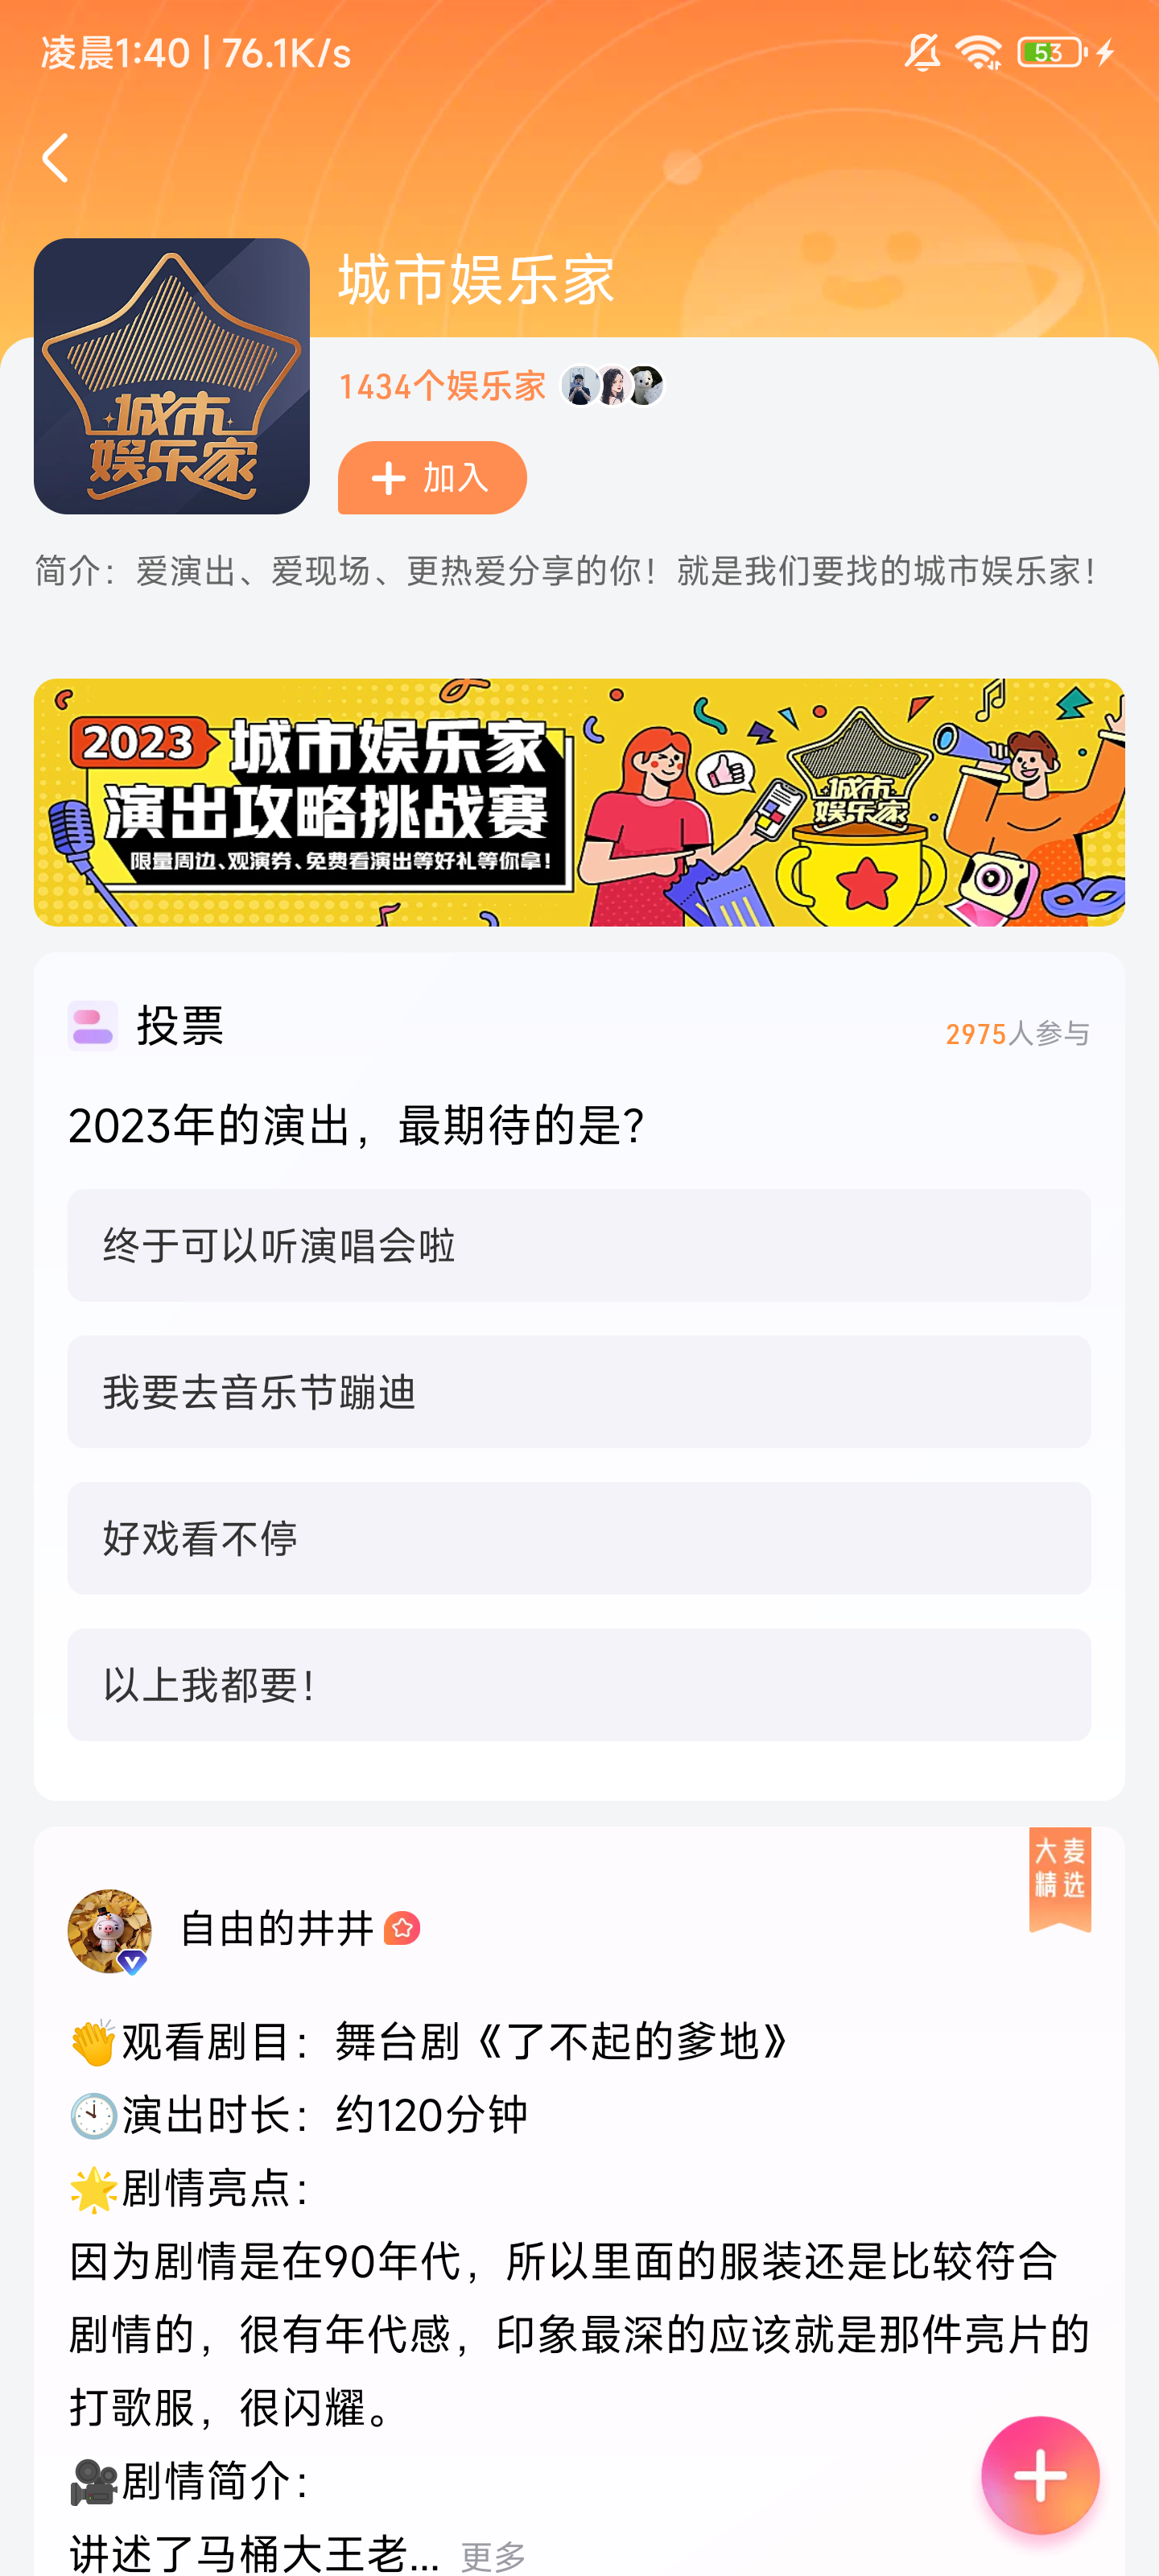 凌晨1:40 | 76.1K/s
53
城市娱乐家
城市
娱乐家
1434个娱乐家
加入
简介：爱演出、爱现场、更热爱分享的你！就是我们要找的城市娱乐家！
2023 城市娱乐家
演出攻略挑战赛
限量周边、观演券、免费看演出等好礼等你拿！
城市
娱乐家
投票
2975人参与
2023年的演出，最期待的是？
终于可以听演唱会啦
我要去音乐节蹦迪
好戏看不停
以上我都要！
大麦
精选
自由的井井
👏观看剧目：舞台剧《了不起的爹地》
🕙演出时长：约120分钟
🌟剧情亮点：
因为剧情是在90年代，所以里面的服装还是比较符合
剧情的，很有年代感，印象最深的应该就是那件亮片的
打歌服，很闪耀。
🎥剧情简介：
讲述了马桶大王老... 更多